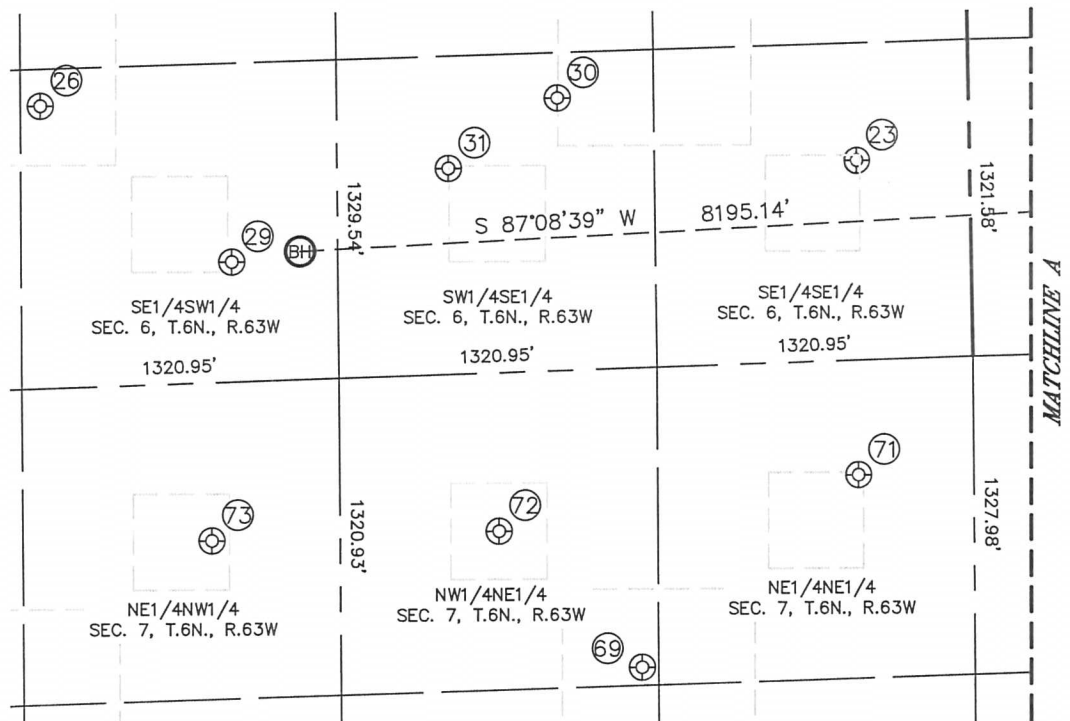 26
30
31
23
29
BH
1329.54'
S 87°08'39" W 8195.14'
1321.58'
SE1/4SW1/4
SEC. 6, T.6N., R.63W
SW1/4SE1/4
SEC. 6, T.6N., R.63W
SE1/4SE1/4
SEC. 6, T.6N., R.63W
MATCHLINE A
1320.95'
1320.95'
1320.95'
73
72
71
1320.93'
1327.98'
NE1/4NW1/4
SEC. 7, T.6N., R.63W
NW1/4NE1/4
SEC. 7, T.6N., R.63W
NE1/4NE1/4
SEC. 7, T.6N., R.63W
69